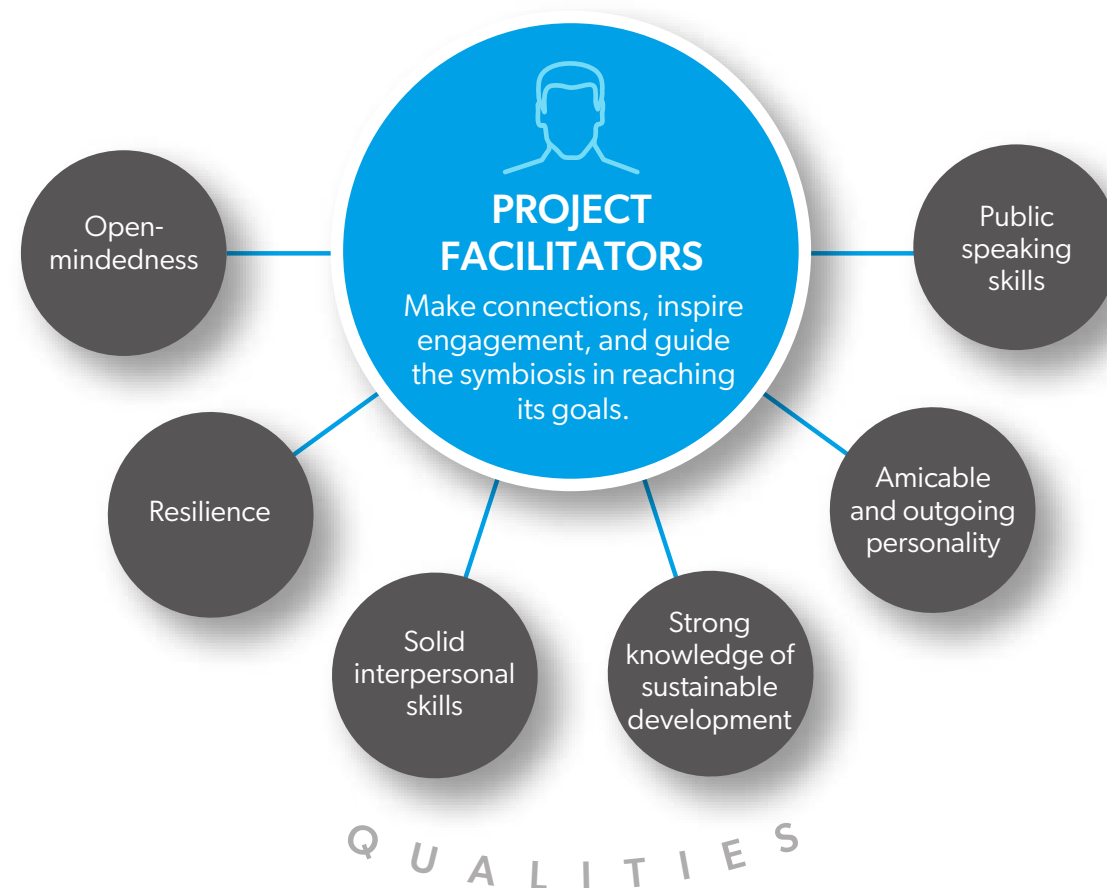 PROJECT
FACILITATORS
Make connections, inspire
engagement, and guide
the symbiosis in reaching
its goals.
Open-
mindedness
Resilience
Solid
interpersonal
skills
Strong
knowledge of
sustainable
development
Amicable
and outgoing
personality
Public
speaking
skills
QUALITIES